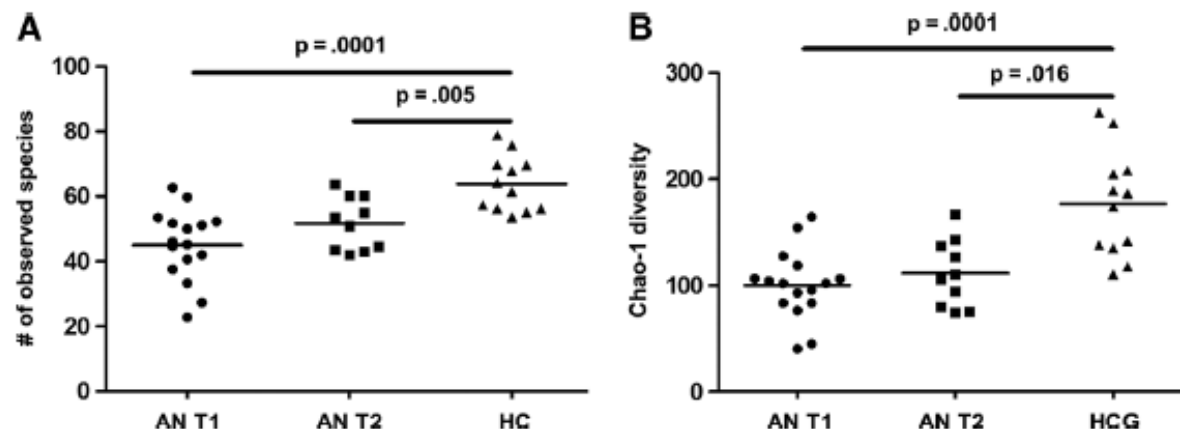 A
p = .0001
p = .005
# of observed species
100
80
60
40
20
0
AN T1 AN T2 HC
B
p = .0001
p = .016
Chao-1 diversity
300
200
100
0
AN T1 AN T2 HCG